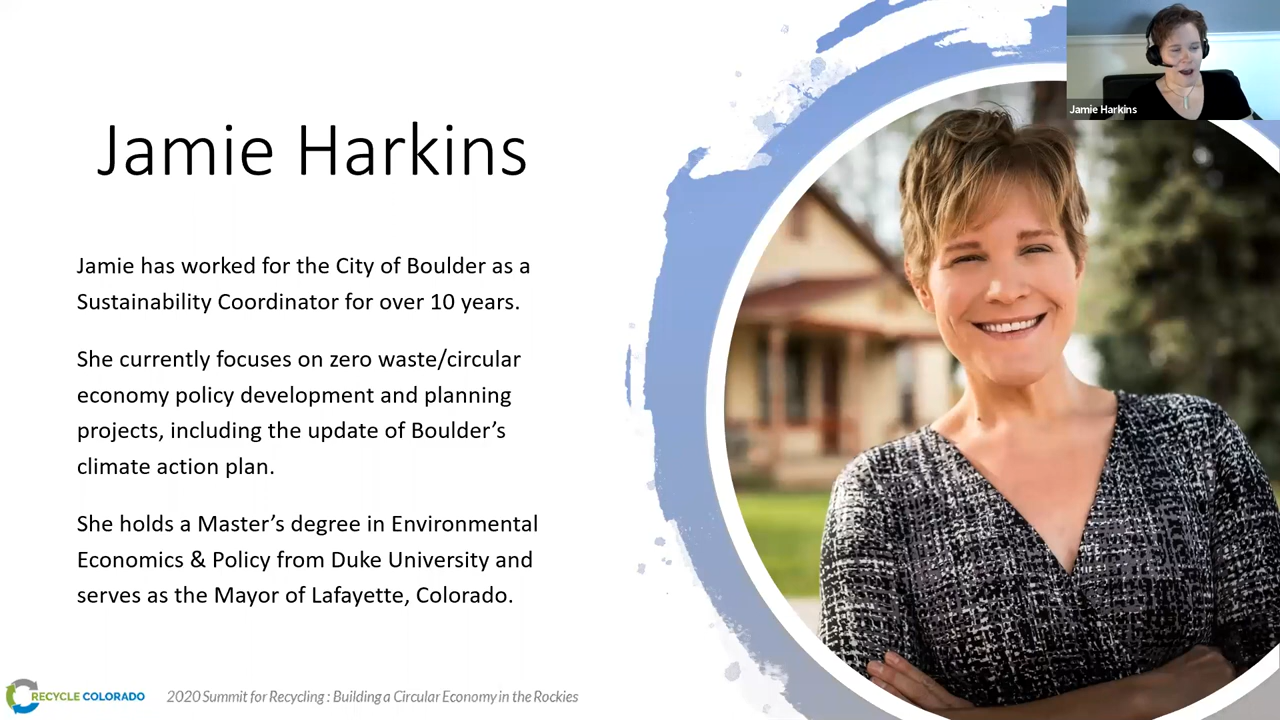 Jamie Harkins
Jamie Harkins
Jamie has worked for the City of Boulder as a
Sustainability Coordinator for over 10 years.
She currently focuses on zero waste/circular
economy policy development and planning
projects, including the update of Boulder’s
climate action plan.
She holds a Master’s degree in Environmental
Economics & Policy from Duke University and
serves as the Mayor of Lafayette, Colorado.
RECYCLE COLORADO
2020 Summit for Recycling : Building a Circular Economy in the Rockies